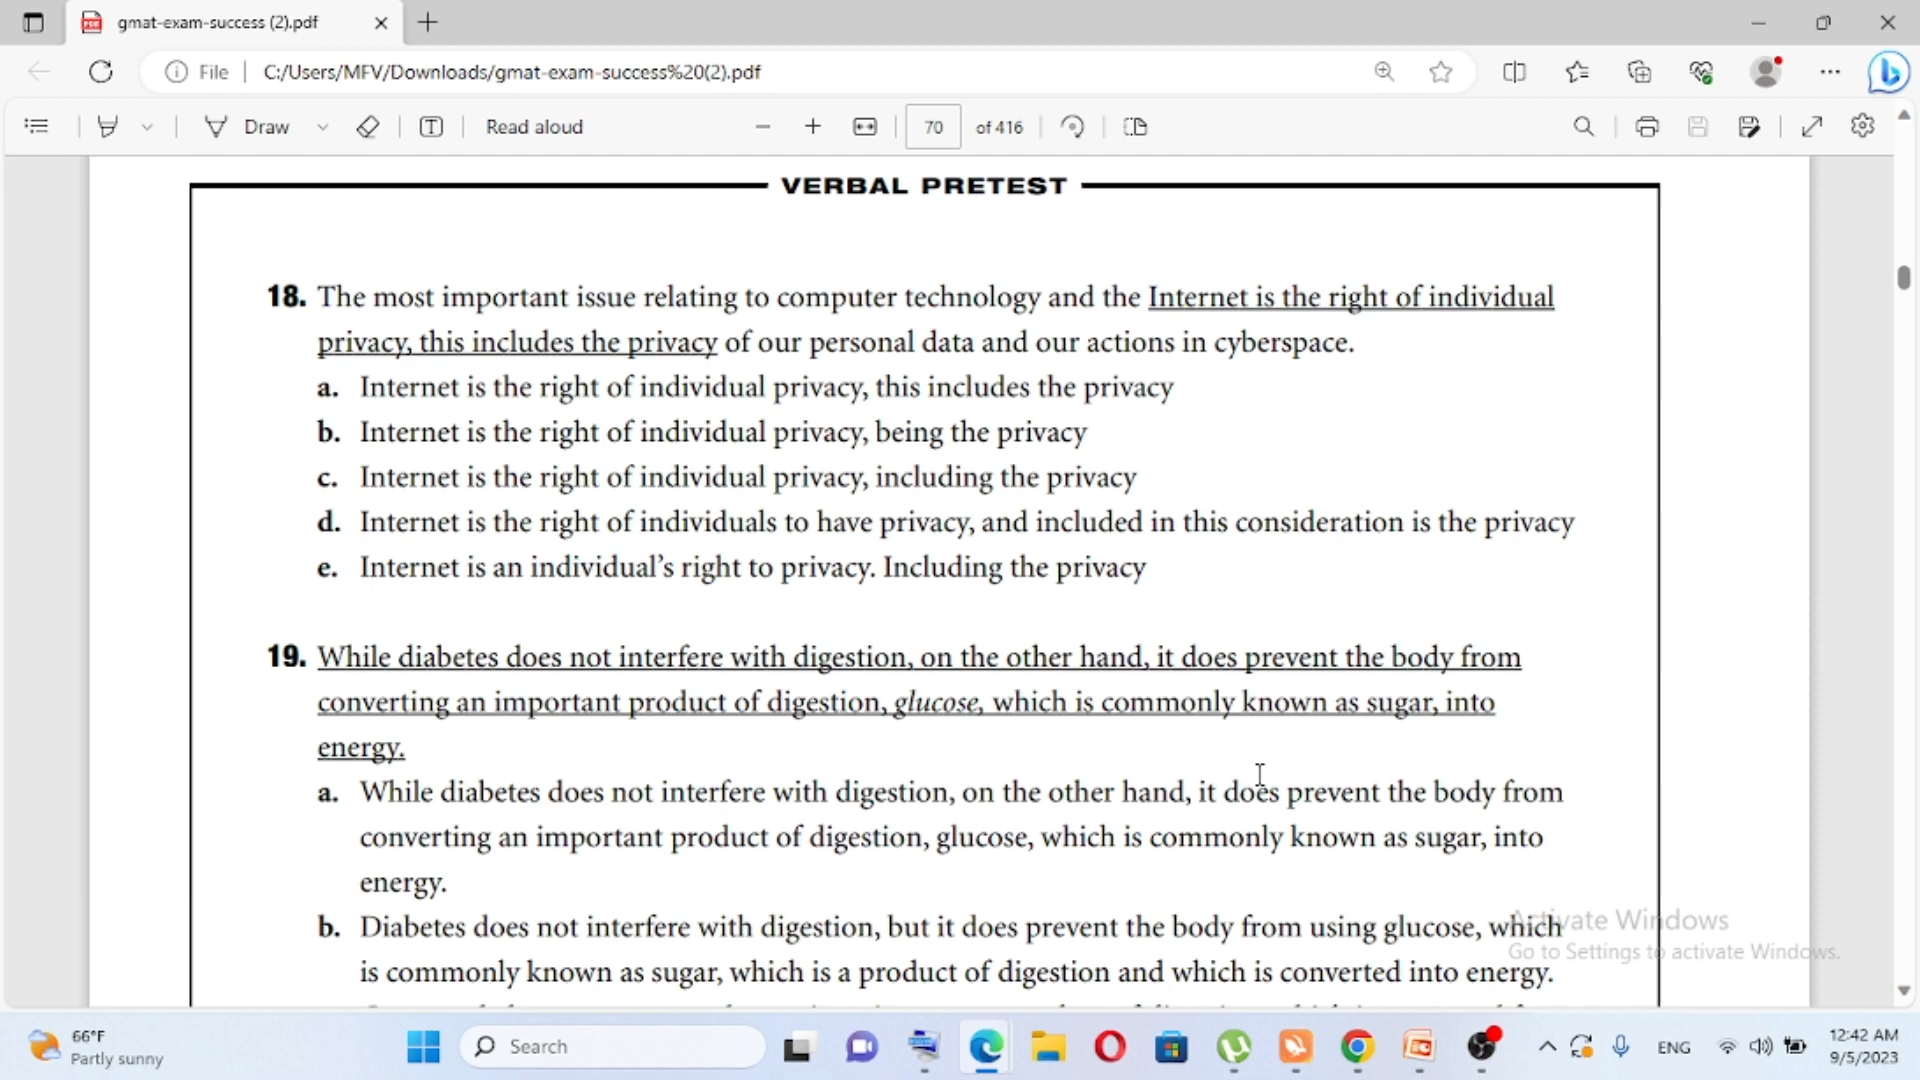 gmat-exam-success (2).pdf
File
C:/Users/MFV/Downloads/gmat-exam-success%20(2).pdf
Draw
Read aloud
70
of 416
VERBAL PRETEST
18. The most important issue relating to computer technology and the Internet is the right of individual
privacy, this includes the privacy of our personal data and our actions in cyberspace.
a. Internet is the right of individual privacy, this includes the privacy
b. Internet is the right of individual privacy, being the privacy
c. Internet is the right of individual privacy, including the privacy
d. Internet is the right of individuals to have privacy, and included in this consideration is the privacy
e. Internet is an individual’s right to privacy. Including the privacy
19. While diabetes does not interfere with digestion, on the other hand, it does prevent the body from
converting an important product of digestion, glucose, which is commonly known as sugar, into
energy.
a. While diabetes does not interfere with digestion, on the other hand, it does prevent the body from
converting an important product of digestion, glucose, which is commonly known as sugar, into
energy.
b. Diabetes does not interfere with digestion, but it does prevent the body from using glucose, which
is commonly known as sugar, which is a product of digestion and which is converted into energy.
Activate Windows
Go to Settings to activate Windows.
66°F
Partly sunny
Search
ENG
12:42 AM
9/5/2023